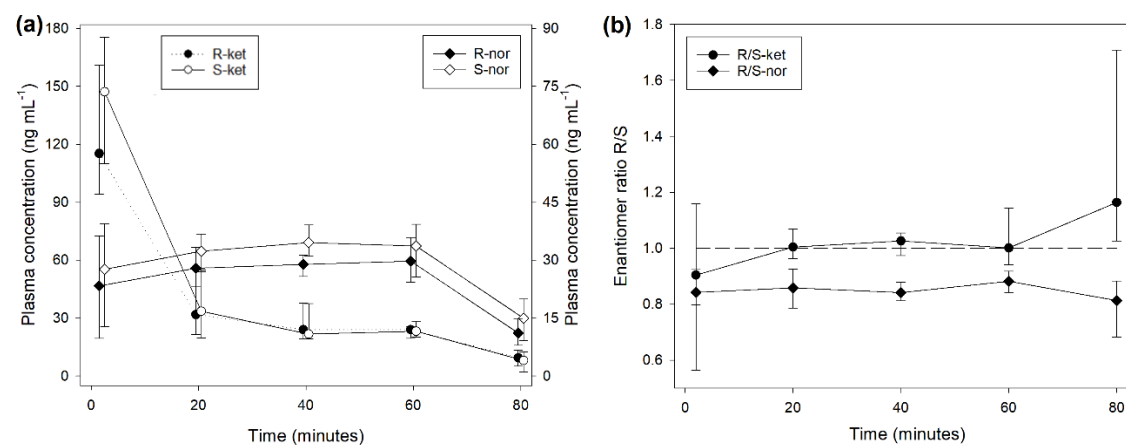 (a)
180
150
120
90
60
30
0
Plasma concentration (ng mL⁻¹)
R-ket
S-ket
R-nor
S-nor
90
75
60
45
30
15
0
Plasma concentration (ng mL⁻¹)
0 20 40 60 80
Time (minutes)
(b)
1.8
1.6
1.4
1.2
1.0
0.8
0.6
Enantiomer ratio R/S
R/S-ket
R/S-nor
0 20 40 60 80
Time (minutes)